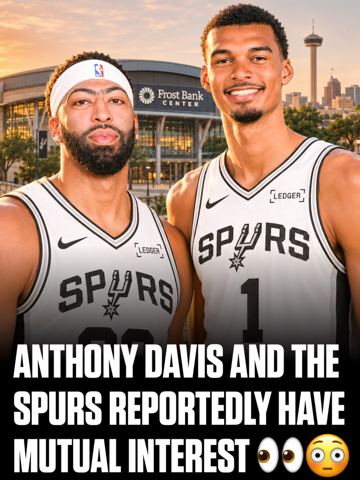 Frost Bank
CENTER
LEDGER
LEDGER
SPURS
SPURS
1
ANTHONY DAVIS AND THE
SPURS REPORTEDLY HAVE
MUTUAL INTEREST 👀😳